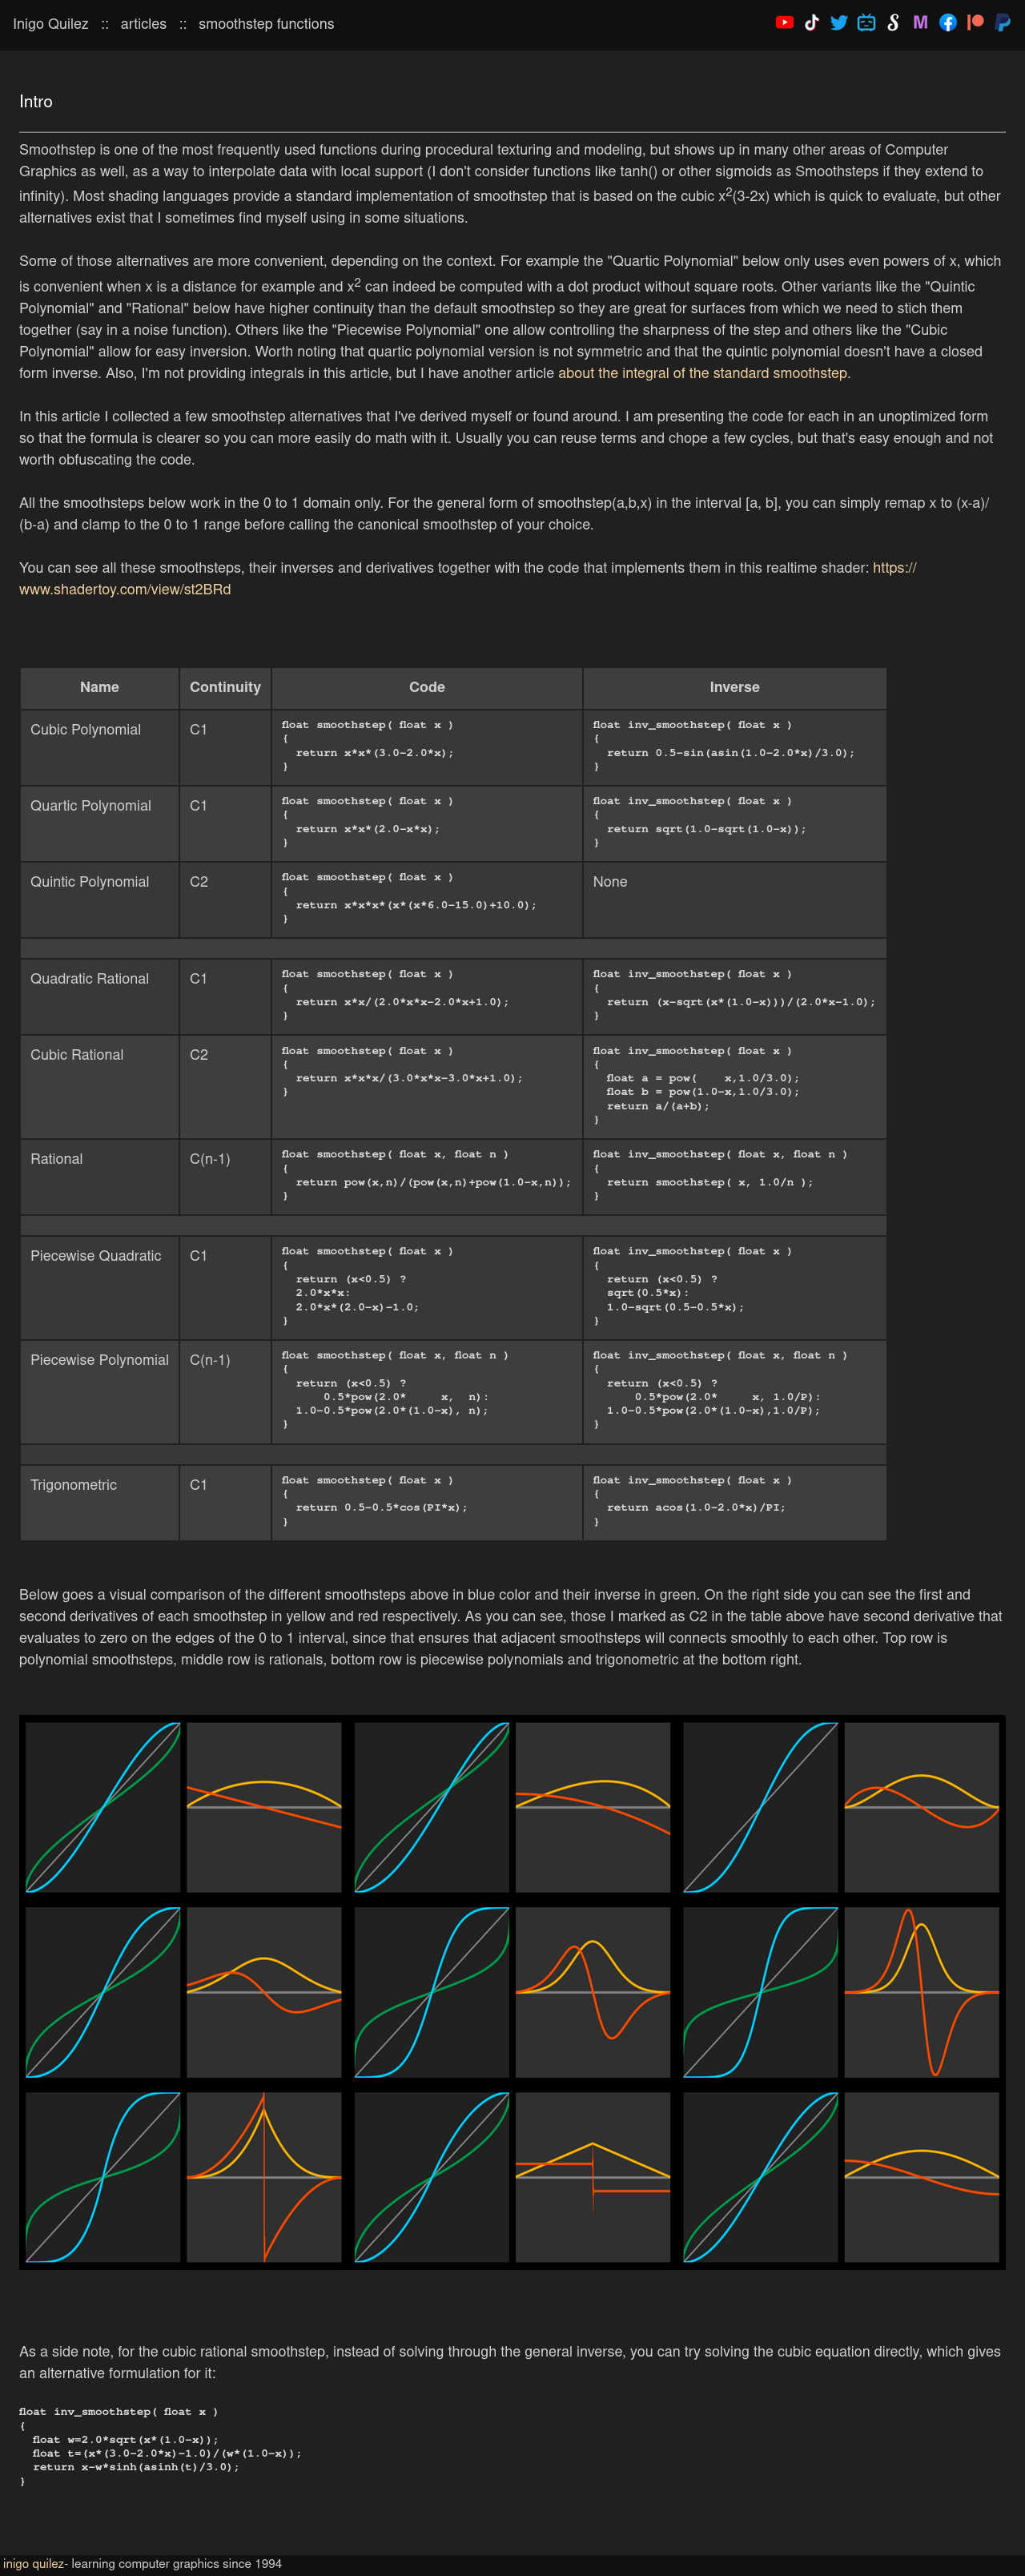 Inigo Quilez :: articles :: smoothstep functions
Intro
Smoothstep is one of the most frequently used functions during procedural texturing and modeling, but shows up in many other areas of Computer
Graphics as well, as a way to interpolate data with local support (I don't consider functions like tanh() or other sigmoids as Smoothsteps if they extend to
infinity). Most shading languages provide a standard implementation of smoothstep that is based on the cubic x²(3-2x) which is quick to evaluate, but other
alternatives exist that I sometimes find myself using in some situations.
Some of those alternatives are more convenient, depending on the context. For example the "Quartic Polynomial" below only uses even powers of x, which
is convenient when x is a distance for example and x² can indeed be computed with a dot product without square roots. Other variants like the "Quintic
Polynomial" and "Rational" below have higher continuity than the default smoothstep so they are great for surfaces from which we need to stich them
together (say in a noise function). Others like the "Piecewise Polynomial" one allow controlling the sharpness of the step and others like the "Cubic
Polynomial" allow for easy inversion. Worth noting that quartic polynomial version is not symmetric and that the quintic polynomial doesn't have a closed
form inverse. Also, I'm not providing integrals in this article, but I have another article about the integral of the standard smoothstep.
In this article I collected a few smoothstep alternatives that I've derived myself or found around. I am presenting the code for each in an unoptimized form
so that the formula is clearer so you can more easily do math with it. Usually you can reuse terms and chope a few cycles, but that's easy enough and not
worth obfuscating the code.
All the smoothsteps below work in the 0 to 1 domain only. For the general form of smoothstep(a,b,x) in the interval [a, b], you can simply remap x to (x-a)/
(b-a) and clamp to the 0 to 1 range before calling the canonical smoothstep of your choice.
You can see all these smoothsteps, their inverses and derivatives together with the code that implements them in this realtime shader: https://
www.shadertoy.com/view/st2BRd
Name Continuity Code Inverse
Cubic Polynomial
C1
float smoothstep( float x )
{
return x*x*(3.0-2.0*x);
}
float inv_smoothstep( float x )
{
return 0.5-sin(asin(1.0-2.0*x)/3.0);
}
Quartic Polynomial
C1
float smoothstep( float x )
{
return x*x*(2.0-x*x);
}
float inv_smoothstep( float x )
{
return sqrt(1.0-sqrt(1.0-x));
}
Quintic Polynomial
C2
float smoothstep( float x )
{
return x*x*x*(x*(x*6.0-15.0)+10.0);
}
None
Quadratic Rational
C1
float smoothstep( float x )
{
return x*x/(2.0*x*x-2.0*x+1.0);
}
float inv_smoothstep( float x )
{
return (x-sqrt(x*(1.0-x)))/(2.0*x-1.0);
}
Cubic Rational
C2
float smoothstep( float x )
{
return x*x*x/(3.0*x*x-3.0*x+1.0);
}
float inv_smoothstep( float x )
{
float a = pow(    x,1.0/3.0);
float b = pow(1.0-x,1.0/3.0);
return a/(a+b);
}
Rational
C(n-1)
float smoothstep( float x, float n )
{
return pow(x,n)/(pow(x,n)+pow(1.0-x,n));
}
float inv_smoothstep( float x, float n )
{
return smoothstep( x, 1.0/n );
}
Piecewise Quadratic
C1
float smoothstep( float x )
{
return (x<0.5) ?
2.0*x*x:
2.0*x*(2.0-x)-1.0;
}
float inv_smoothstep( float x )
{
return (x<0.5) ?
sqrt(0.5*x):
1.0-sqrt(0.5-0.5*x);
}
Piecewise Polynomial
C(n-1)
float smoothstep( float x, float n )
{
return (x<0.5) ?
0.5*pow(2.0*     x,  n):
1.0-0.5*pow(2.0*(1.0-x), n);
}
float inv_smoothstep( float x, float n )
{
return (x<0.5) ?
0.5*pow(2.0*     x, 1.0/P):
1.0-0.5*pow(2.0*(1.0-x),1.0/P);
}
Trigonometric
C1
float smoothstep( float x )
{
return 0.5-0.5*cos(PI*x);
}
float inv_smoothstep( float x )
{
return acos(1.0-2.0*x)/PI;
}
Below goes a visual comparison of the different smoothsteps above in blue color and their inverse in green. On the right side you can see the first and
second derivatives of each smoothstep in yellow and red respectively. As you can see, those I marked as C2 in the table above have second derivative that
evaluates to zero on the edges of the 0 to 1 interval, since that ensures that adjacent smoothsteps will connects smoothly to each other. Top row is
polynomial smoothsteps, middle row is rationals, bottom row is piecewise polynomials and trigonometric at the bottom right.
As a side note, for the cubic rational smoothstep, instead of solving through the general inverse, you can try solving the cubic equation directly, which gives
an alternative formulation for it:
float inv_smoothstep( float x )
{
float w=2.0*sqrt(x*(1.0-x));
float t=(x*(3.0-2.0*x)-1.0)/(w*(1.0-x));
return x-w*sinh(asinh(t)/3.0);
}
inigo quilez- learning computer graphics since 1994